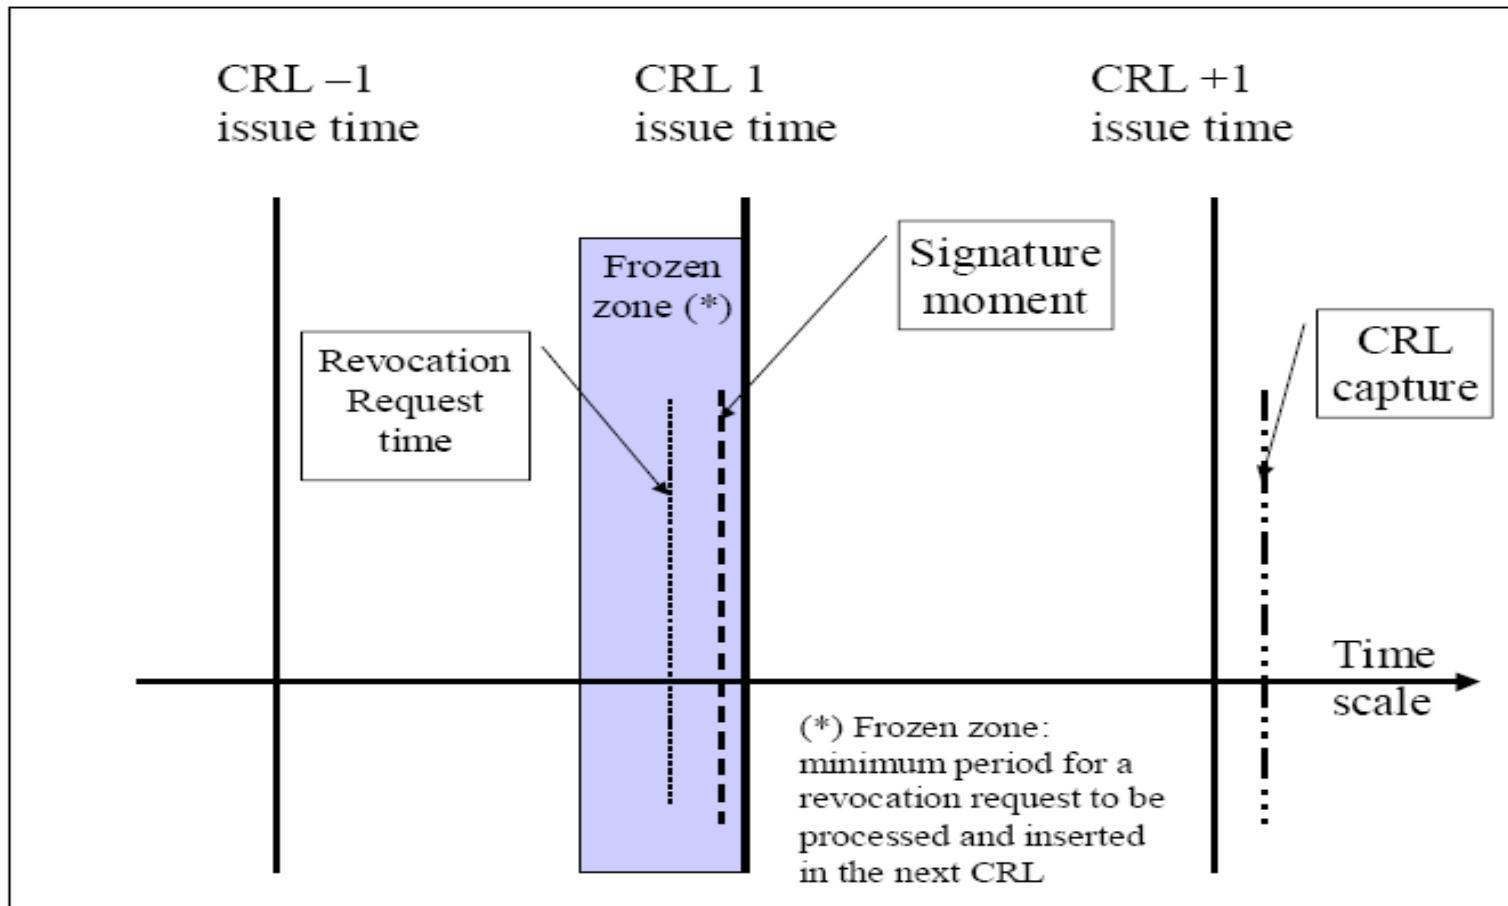 CRL –1
issue time
CRL 1
issue time
CRL +1
issue time
Frozen
zone (*)
Signature
moment
Revocation
Request
time
CRL
capture
Time
scale
(*) Frozen zone:
minimum period for a
revocation request to be
processed and inserted
in the next CRL